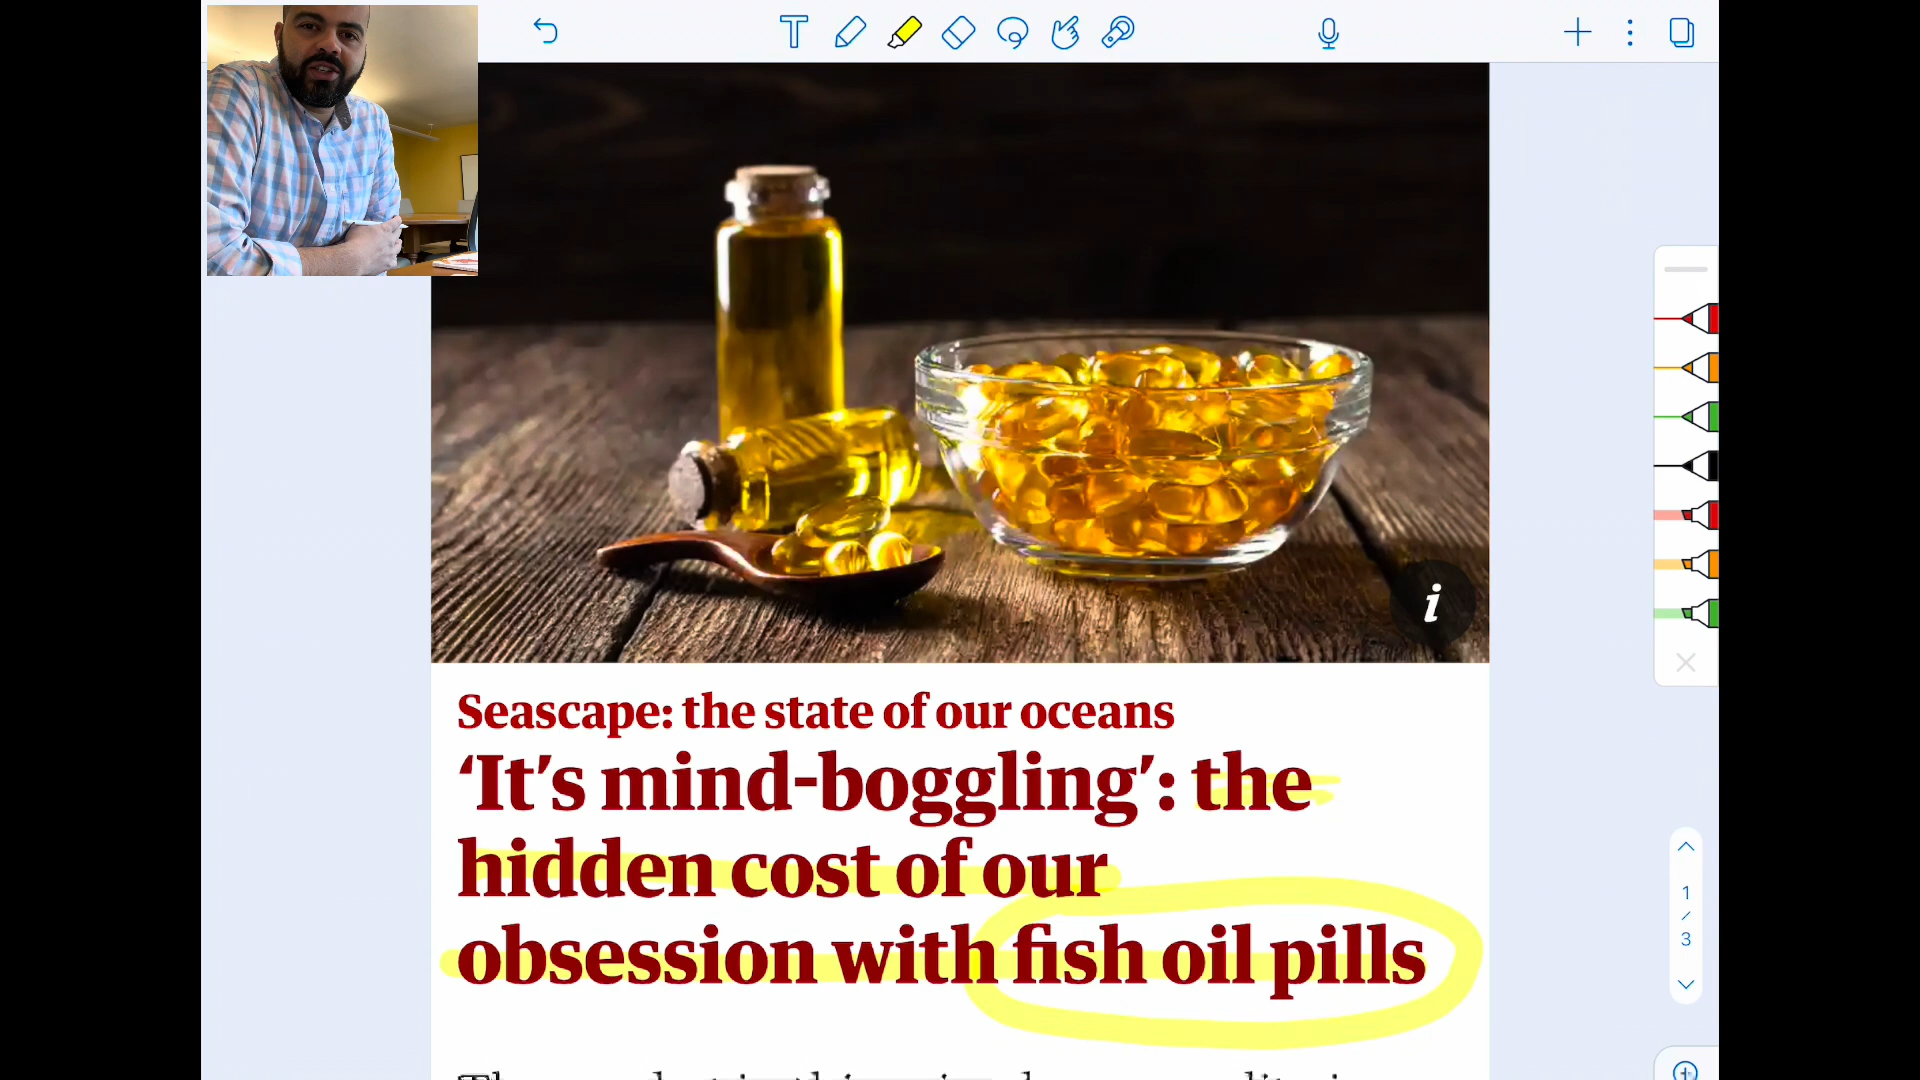 i
Seascape: the state of our oceans
‘It’s mind-boggling’: the
hidden cost of our
obsession with fish oil pills
1
/
3